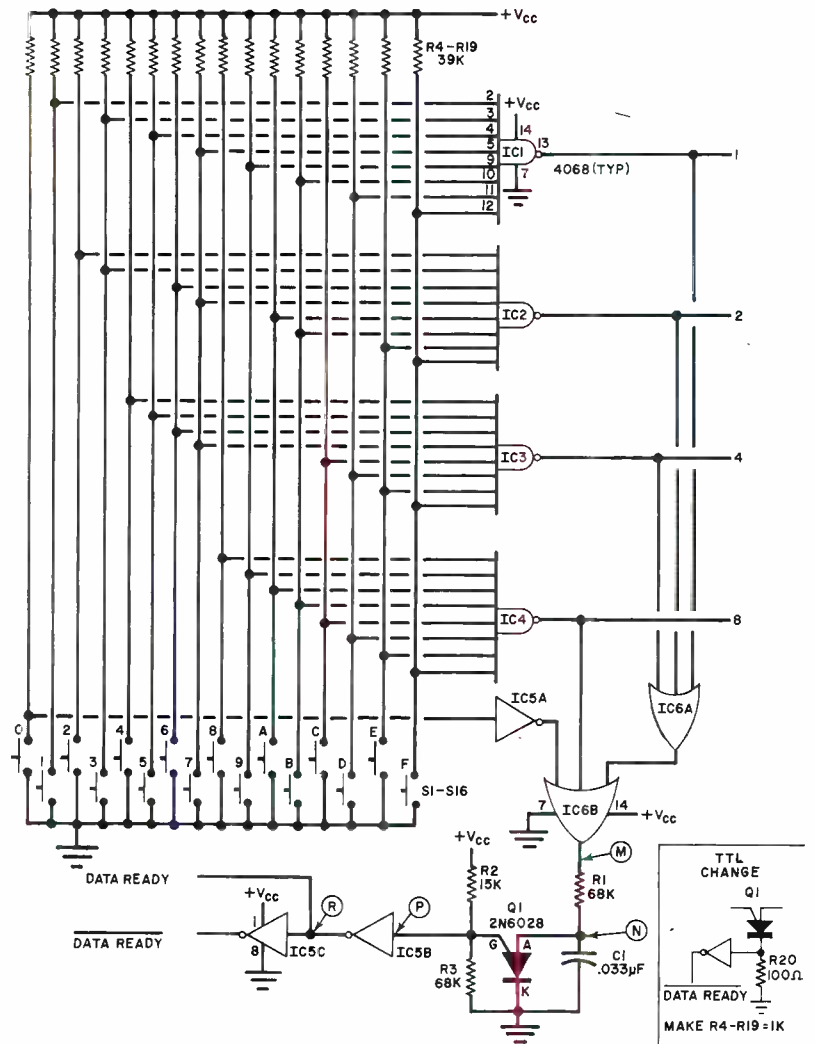 +VCC
R4-R19
39K
2
3
4
5
9
10
11
12
+VCC
14
IC1
13
7
4068(TYP)
1
IC2
2
IC3
4
IC4
8
IC5A
IC6A
0
1
2
3
4
5
6
7
8
9
A
B
C
D
E
F
S1-S16
7
IC6B
14
+VCC
M
R1
68K
N
C1
.033µF
Q1
2N6028
G
A
K
+VCC
R2
15K
R3
68K
P
IC5B
R
IC5C
+VCC
1
8
DATA READY
DATA READY
TTL
CHANGE
Q1
R20
100Ω
DATA READY
MAKE R4-R19=1K